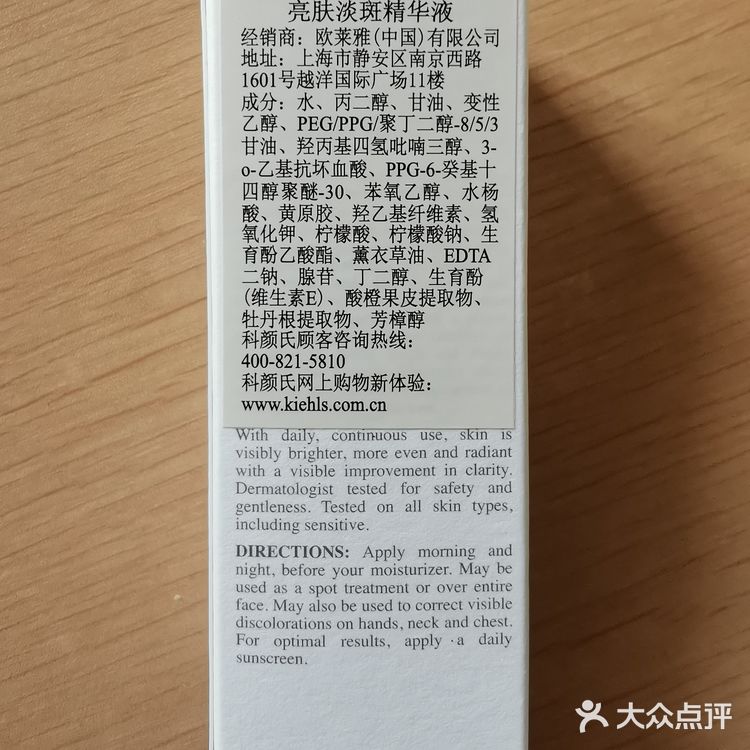 亮肤淡斑精华液
经销商：欧莱雅(中国)有限公司
地址：上海市静安区南京西路
1601号越洋国际广场11楼
成分：水、丙二醇、甘油、变性
乙醇、PEG/PPG/聚丁二醇-8/5/3
甘油、羟丙基四氢吡喃三醇、3-
o-乙基抗坏血酸、PPG-6-癸基十
四醇聚醚-30、苯氧乙醇、水杨
酸、黄原胶、羟乙基纤维素、氢
氧化钾、柠檬酸、柠檬酸钠、生
育酚乙酸酯、薰衣草油、EDTA
二钠、腺苷、丁二醇、生育酚
(维生素E)、酸橙果皮提取物、
牡丹根提取物、芳樟醇
科颜氏顾客咨询热线：
400-821-5810
科颜氏网上购物新体验：
www.kiehls.com.cn
With daily, continuous use, skin is
visibly brighter, more even and radiant
with a visible improvement in clarity.
Dermatologist tested for safety and
gentleness. Tested on all skin types,
including sensitive.
DIRECTIONS: Apply morning and
night, before your moisturizer. May be
used as a spot treatment or over entire
face. May also be used to correct visible
discolorations on hands, neck and chest.
For optimal results, apply a daily
sunscreen.
大众点评